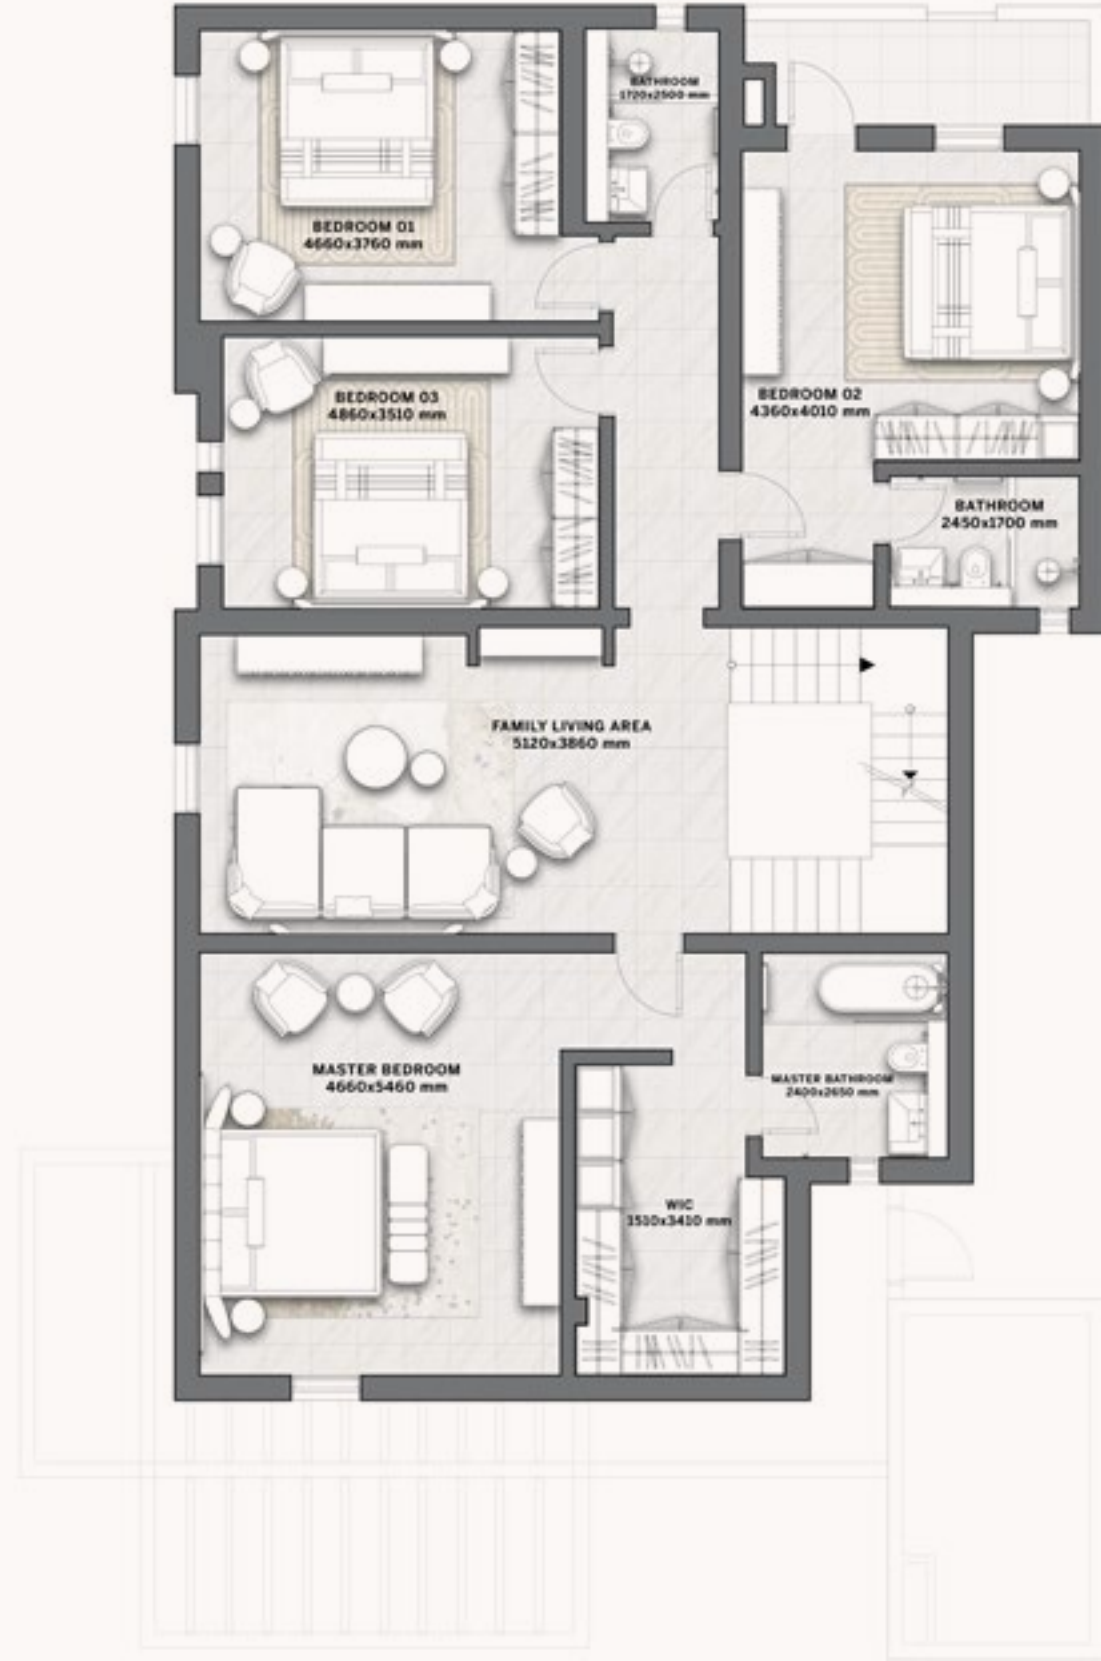 BATHROOM
1720x2500 mm
BEDROOM 01
4660x3760 mm
BEDROOM 03
4860x3510 mm
BEDROOM 02
4360x4010 mm
BATHROOM
2450x1700 mm
FAMILY LIVING AREA
5120x3860 mm
MASTER BEDROOM
4660x5460 mm
MASTER BATHROOM
2400x2650 mm
WIC
1510x3410 mm